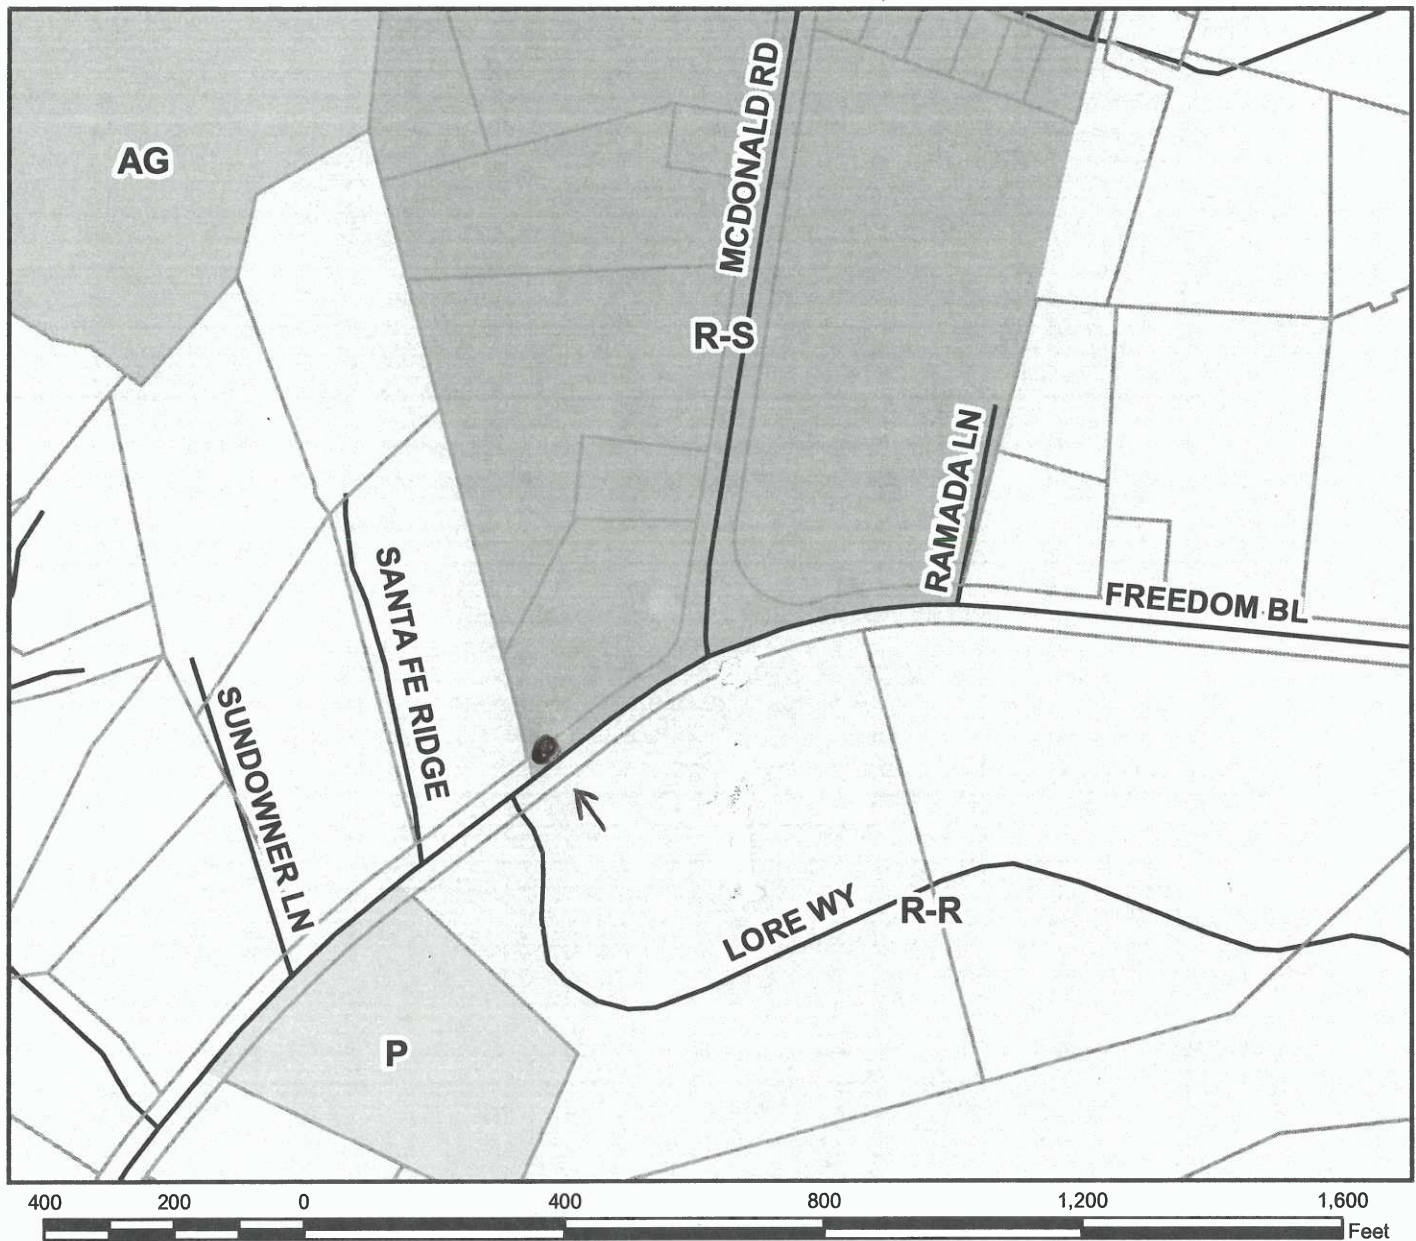 MCDONALD RD
AG
R-S
RAMADA LN
SANTA FE RIDGE
FREEDOM BL
SUNDOWNER LN
LORE WY
R-R
P
400 200 0 400 800 1,200 1,600
Feet